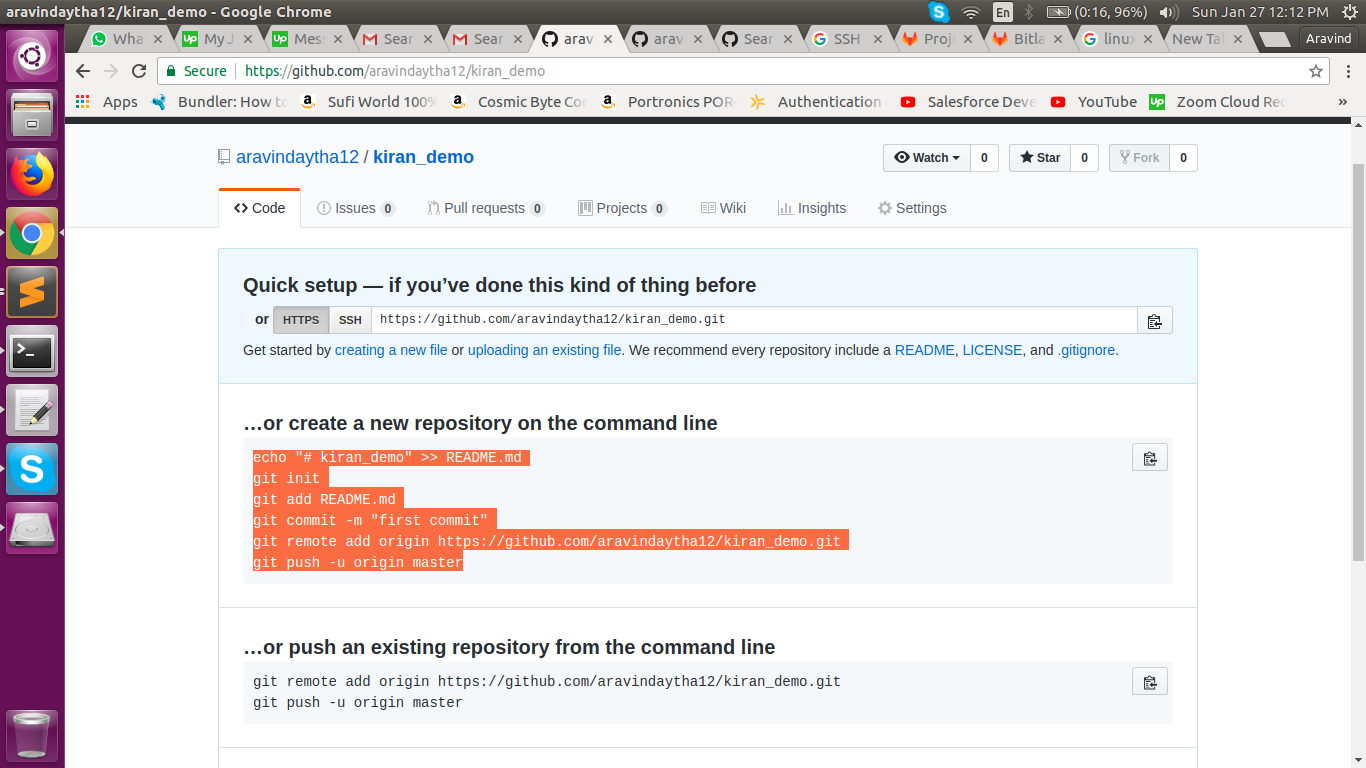 aravindaytha12/kiran_demo - Google Chrome
En
(0:16, 96%)
Sun Jan 27 12:12 PM
Wha
My J
Mess
Sear
Sear
arav
arav
Sear
SSH
Proje
Bitla
linux
New Tab
Aravind
Secure
https://github.com/aravindaytha12/kiran_demo
Apps
Bundler: How to
Sufi World 100%
Cosmic Byte Co
Portronics POR-
Authentication
Salesforce Deve
YouTube
Zoom Cloud Rec
»
aravindaytha12 / kiran_demo
Watch 0
Star 0
Fork 0
Code
Issues 0
Pull requests 0
Projects 0
Wiki
Insights
Settings
Quick setup — if you’ve done this kind of thing before
or HTTPS SSH https://github.com/aravindaytha12/kiran_demo.git
Get started by creating a new file or uploading an existing file. We recommend every repository include a README, LICENSE, and .gitignore.
…or create a new repository on the command line
echo "# kiran_demo" >> README.md
git init
git add README.md
git commit -m "first commit"
git remote add origin https://github.com/aravindaytha12/kiran_demo.git
git push -u origin master
…or push an existing repository from the command line
git remote add origin https://github.com/aravindaytha12/kiran_demo.git
git push -u origin master